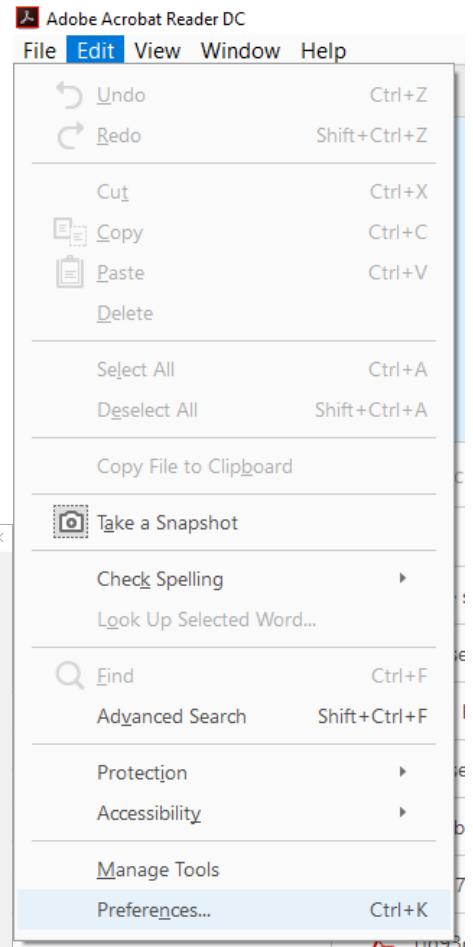 Adobe Acrobat Reader DC
File Edit View Window Help
Undo Ctrl+Z
Redo Shift+Ctrl+Z
Cut Ctrl+X
Copy Ctrl+C
Paste Ctrl+V
Delete
Select All Ctrl+A
Deselect All Shift+Ctrl+A
Copy File to Clipboard
Take a Snapshot
Check Spelling
Look Up Selected Word...
Find Ctrl+F
Advanced Search Shift+Ctrl+F
Protection
Accessibility
Manage Tools
Preferences... Ctrl+K